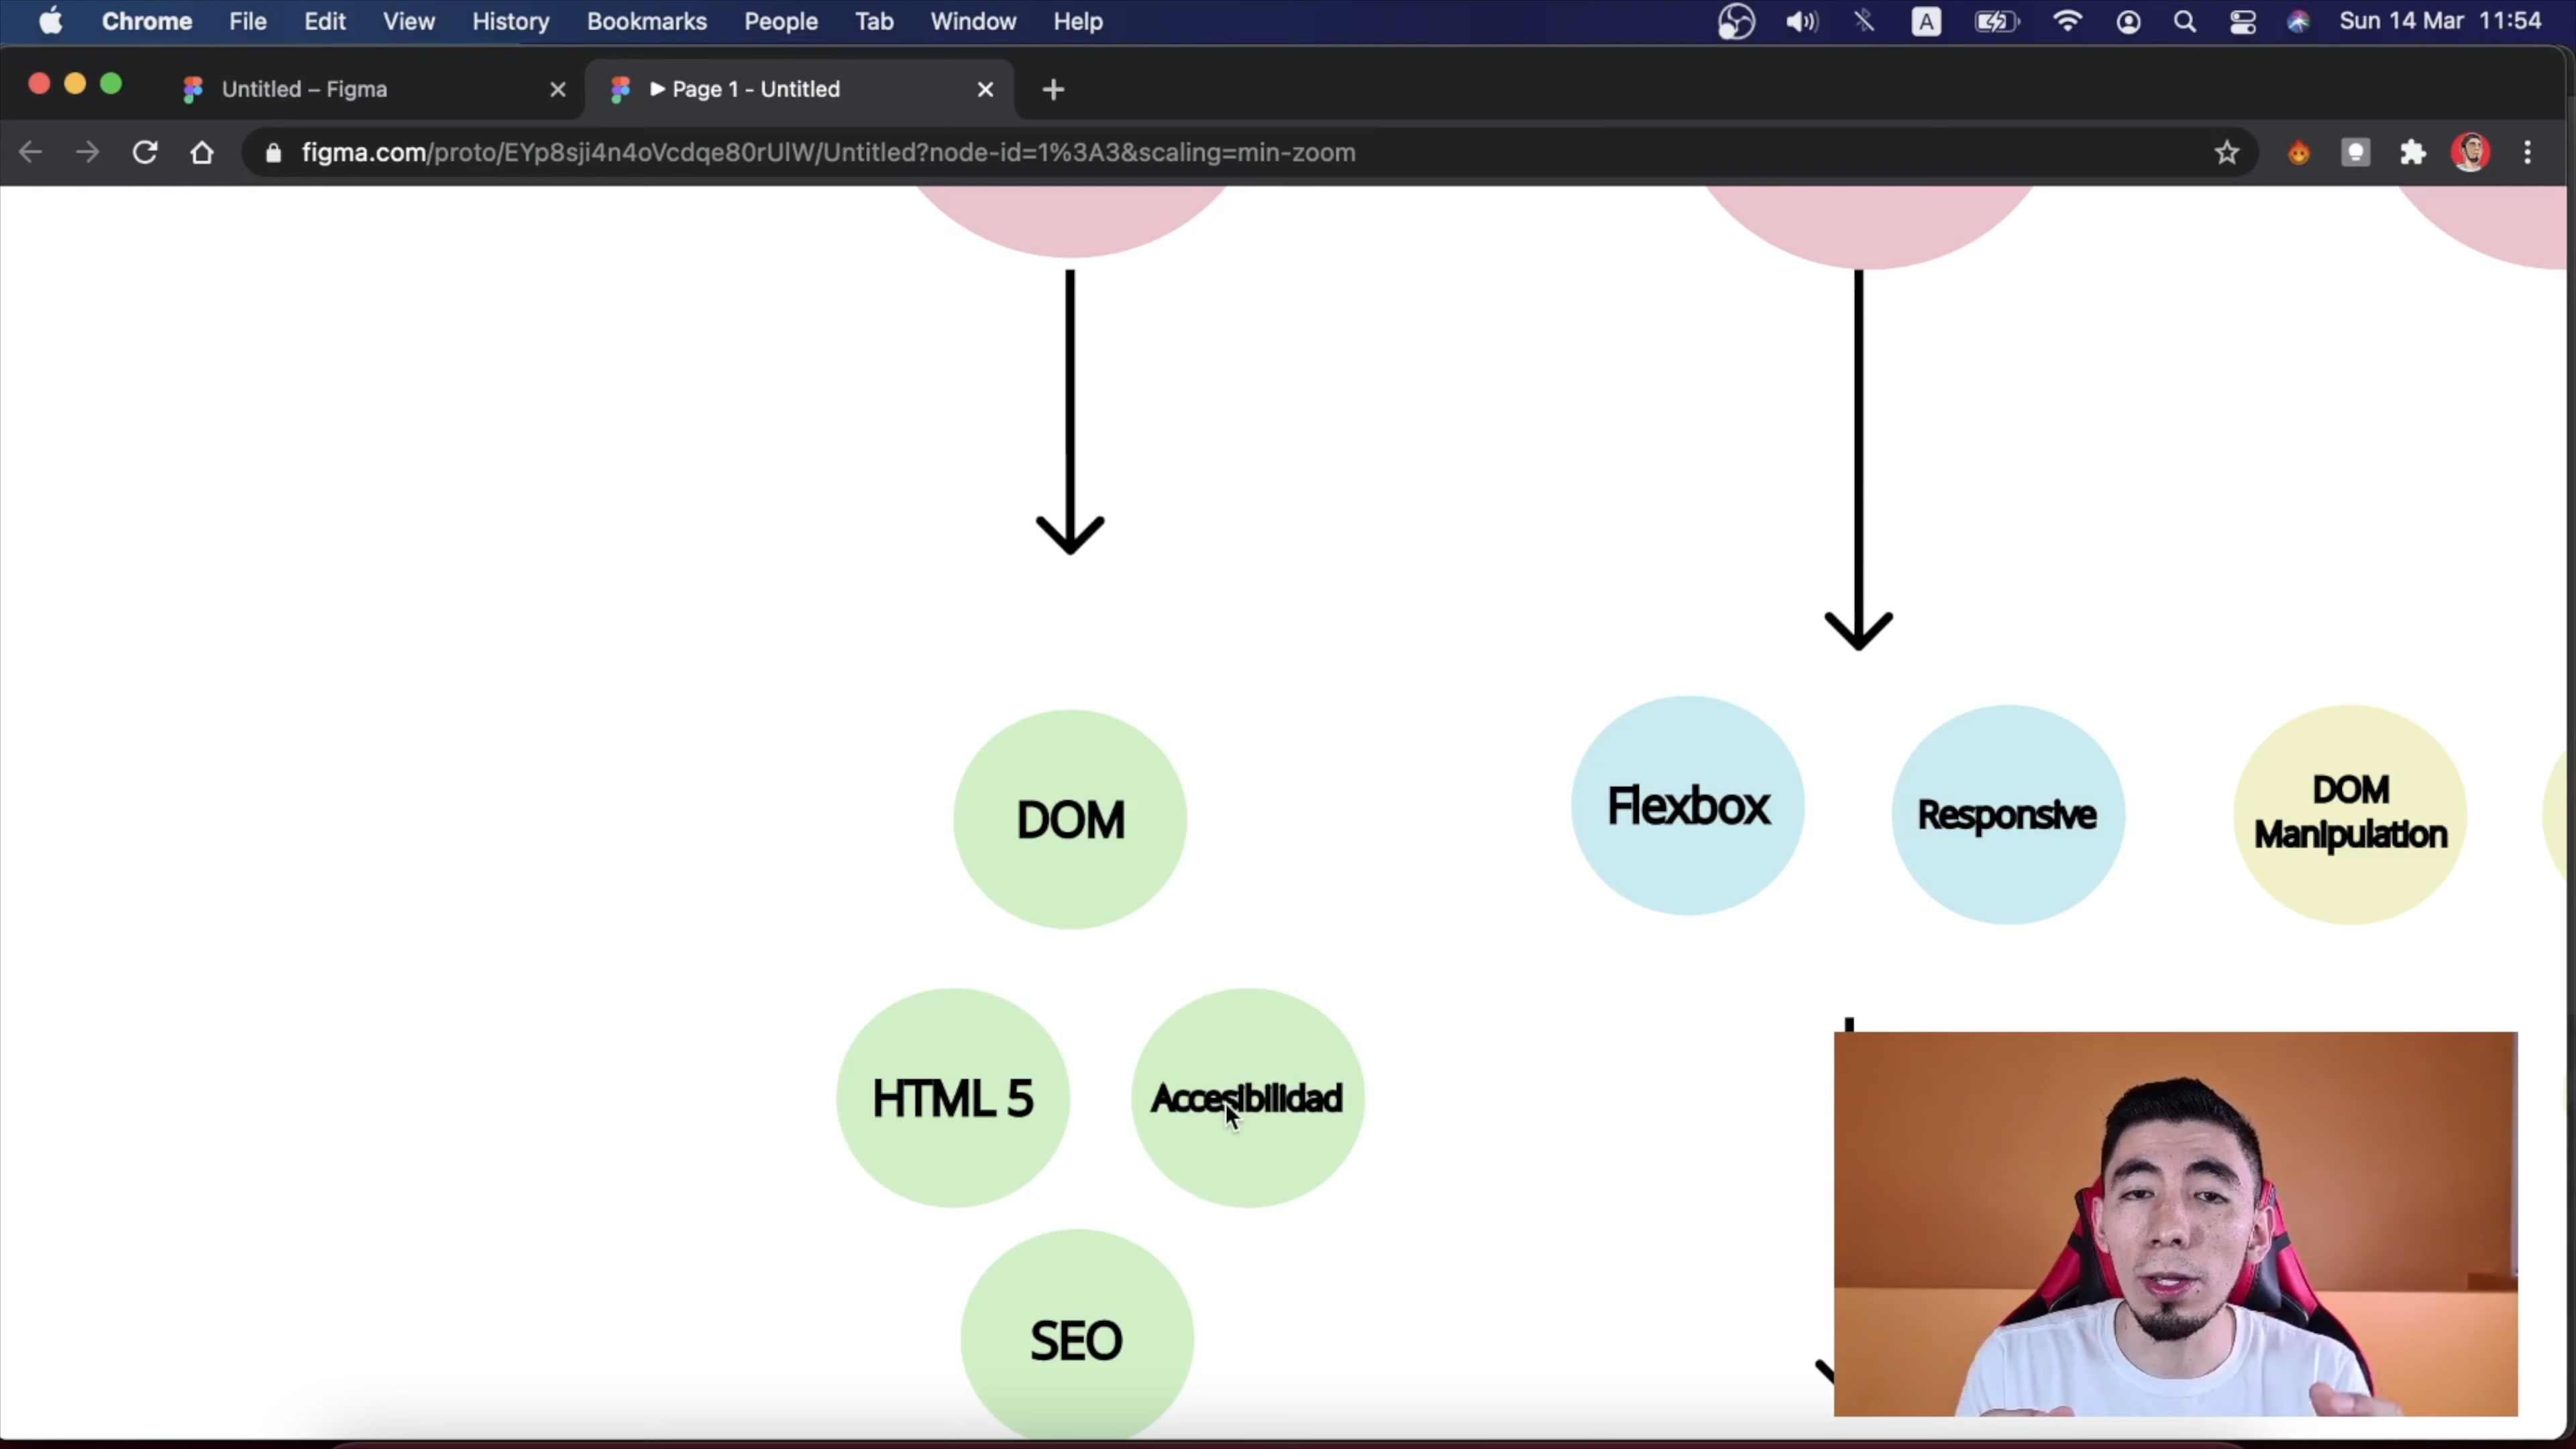 Chrome File Edit View History Bookmarks People Tab Window Help
A
Sun 14 Mar 11:54
Untitled – Figma
Page 1 - Untitled
figma.com/proto/EYp8sji4n4oVcdqe80rUlW/Untitled?node-id=1%3A3&scaling=min-zoom
DOM
Flexbox
Responsive
DOM
Manipulation
HTML 5
Accesibilidad
SEO